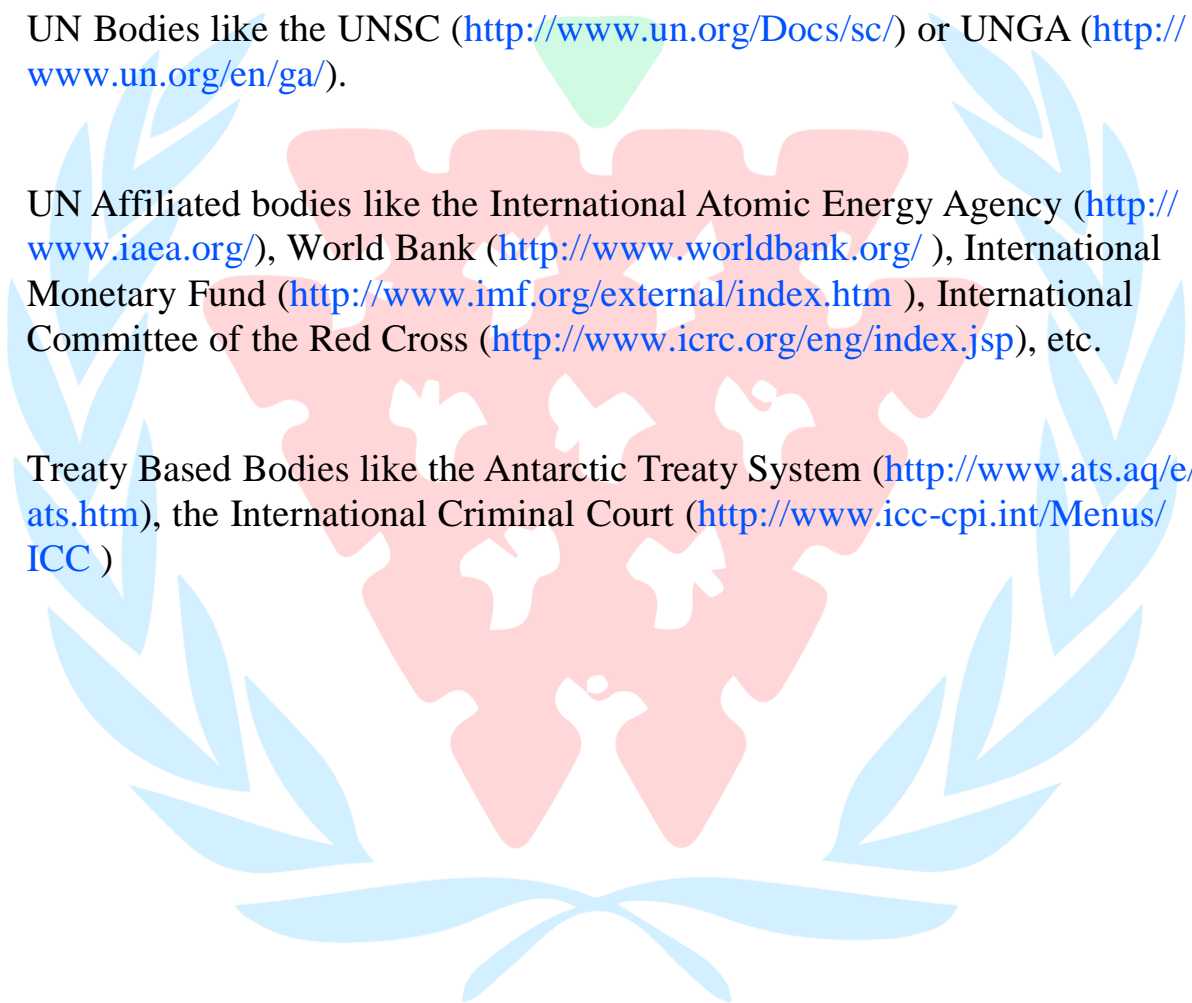 UN Bodies like the UNSC (http://www.un.org/Docs/sc/) or UNGA (http://
www.un.org/en/ga/).
UN Affiliated bodies like the International Atomic Energy Agency (http://
www.iaea.org/), World Bank (http://www.worldbank.org/ ), International
Monetary Fund (http://www.imf.org/external/index.htm ), International
Committee of the Red Cross (http://www.icrc.org/eng/index.jsp), etc.
Treaty Based Bodies like the Antarctic Treaty System (http://www.ats.aq/e/
ats.htm), the International Criminal Court (http://www.icc-cpi.int/Menus/
ICC )